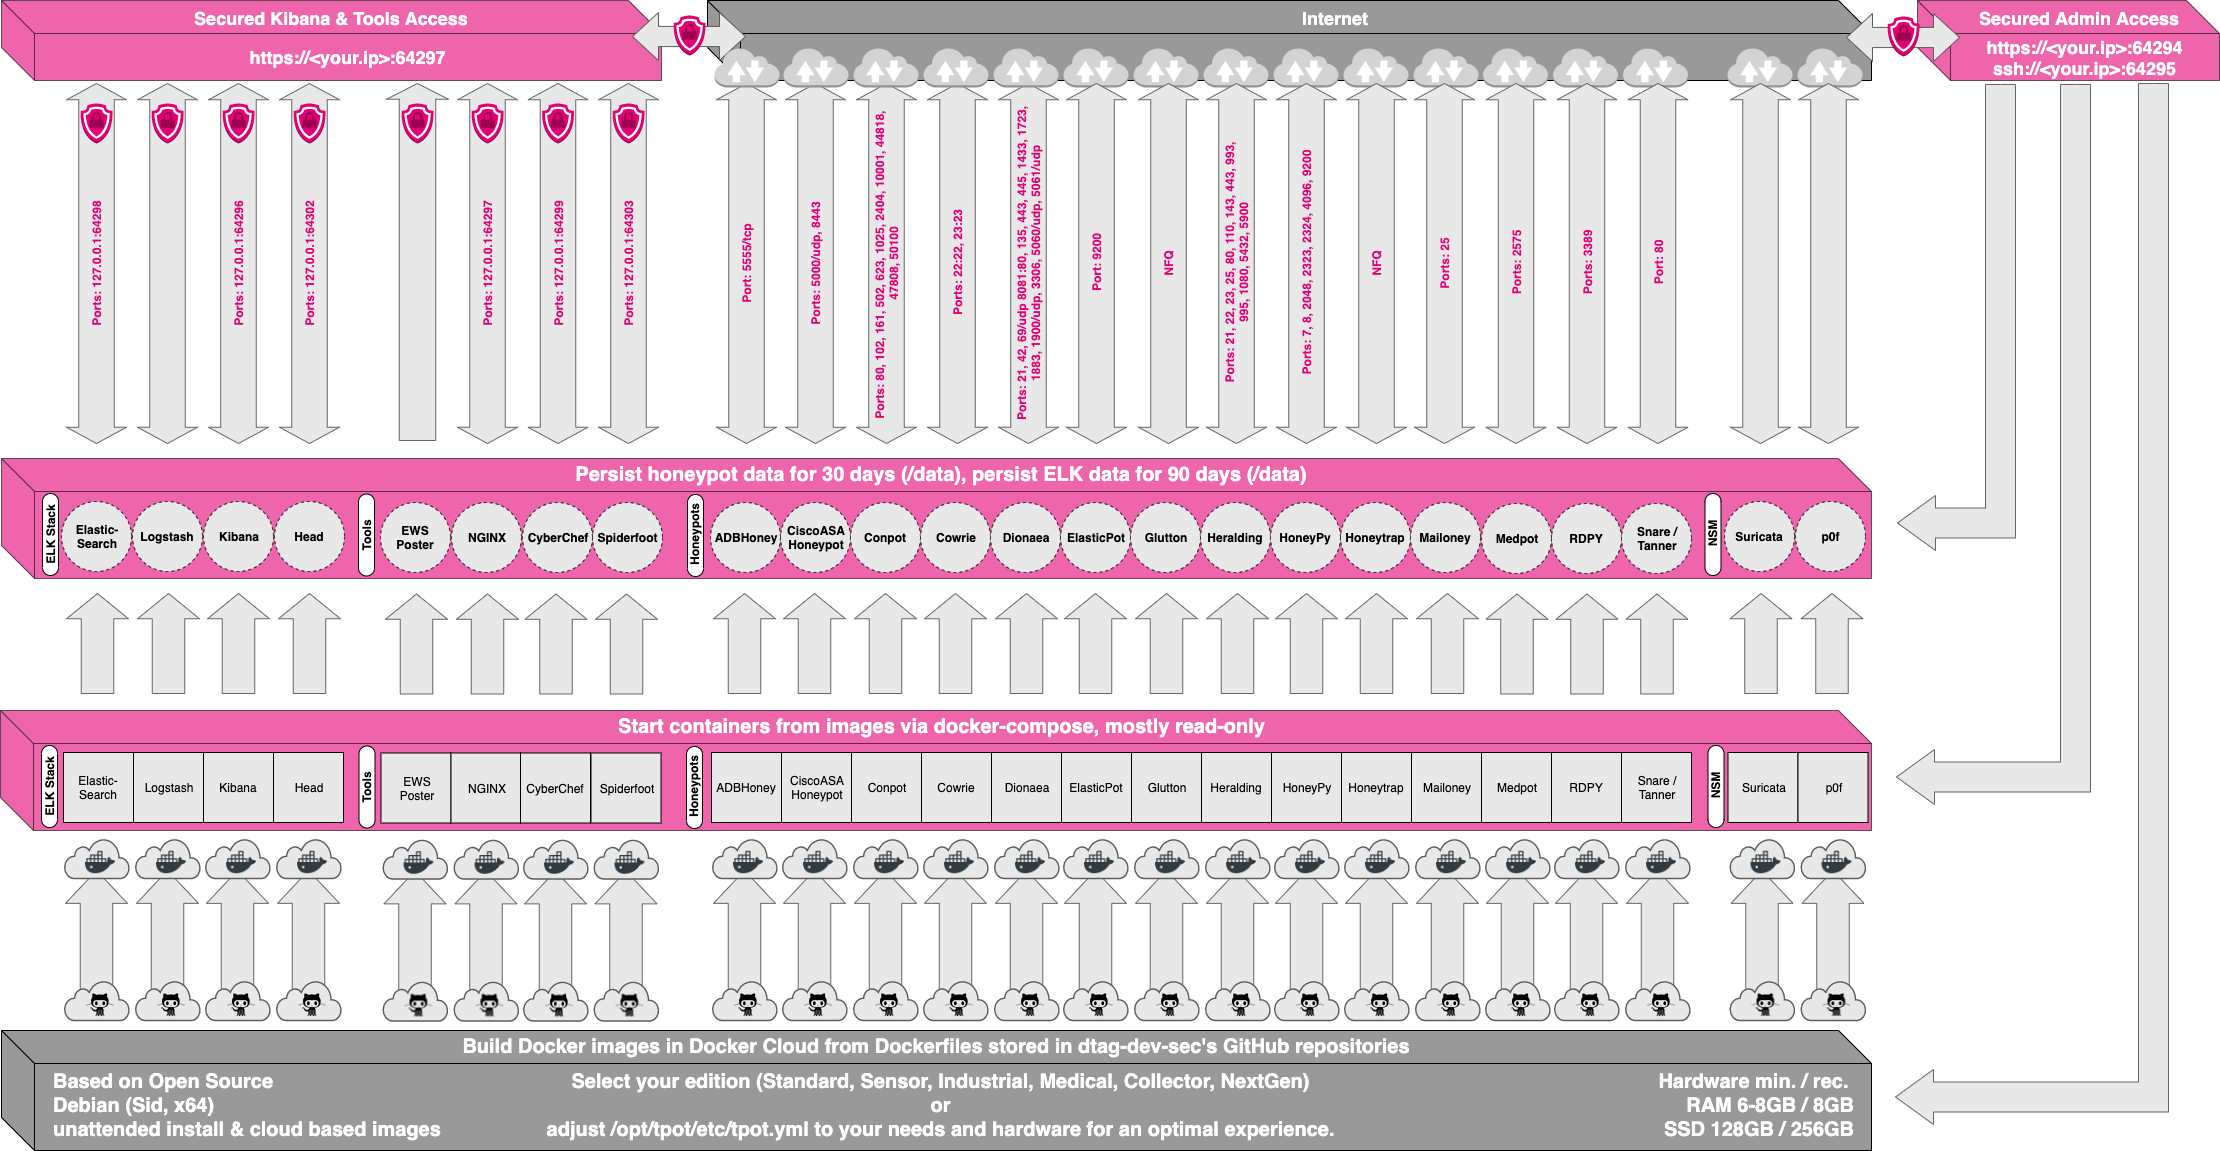 Secured Kibana & Tools Access
https://<your.ip>:64297
Internet
Secured Admin Access
https://<your.ip>:64294
ssh://<your.ip>:64295
Ports: 127.0.0.1:64298
Ports: 127.0.0.1:64296
Ports: 127.0.0.1:64302
Ports: 127.0.0.1:64297
Ports: 127.0.0.1:64299
Ports: 127.0.0.1:64303
Port: 5555/tcp
Ports: 5000/udp, 8443
Ports: 80, 102, 161, 502, 623, 1025, 2404, 10001, 44818,
47808, 50100
Ports: 22:22, 23:23
Ports: 21, 42, 69/udp 8081:80, 135, 443, 445, 1433, 1723,
1883, 1900/udp, 3306, 5060/udp, 5061/udp
Port: 9200
NFQ
Ports: 21, 22, 23, 25, 80, 110, 143, 443, 993,
995, 1080, 5432, 5900
Ports: 7, 8, 2048, 2323, 2324, 4096, 9200
NFQ
Ports: 25
Ports: 2575
Ports: 3389
Port: 80
Persist honeypot data for 30 days (/data), persist ELK data for 90 days (/data)
ELK Stack
Elastic-
Search
Logstash
Kibana
Head
Tools
EWS
Poster
NGINX
CyberChef
Spiderfoot
Honeypots
ADBHoney
CiscoASA
Honeypot
Conpot
Cowrie
Dionaea
ElasticPot
Glutton
Heralding
HoneyPy
Honeytrap
Mailoney
Medpot
RDPY
Snare /
Tanner
NSM
Suricata
p0f
Start containers from images via docker-compose, mostly read-only
ELK Stack
Elastic-
Search
Logstash
Kibana
Head
Tools
EWS
Poster
NGINX
CyberChef
Spiderfoot
Honeypots
ADBHoney
CiscoASA
Honeypot
Conpot
Cowrie
Dionaea
ElasticPot
Glutton
Heralding
HoneyPy
Honeytrap
Mailoney
Medpot
RDPY
Snare /
Tanner
NSM
Suricata
p0f
Build Docker images in Docker Cloud from Dockerfiles stored in dtag-dev-sec's GitHub repositories
Based on Open Source
Debian (Sid, x64)
unattended install & cloud based images
Select your edition (Standard, Sensor, Industrial, Medical, Collector, NextGen)
or
adjust /opt/tpot/etc/tpot.yml to your needs and hardware for an optimal experience.
Hardware min. / rec.
RAM 6-8GB / 8GB
SSD 128GB / 256GB